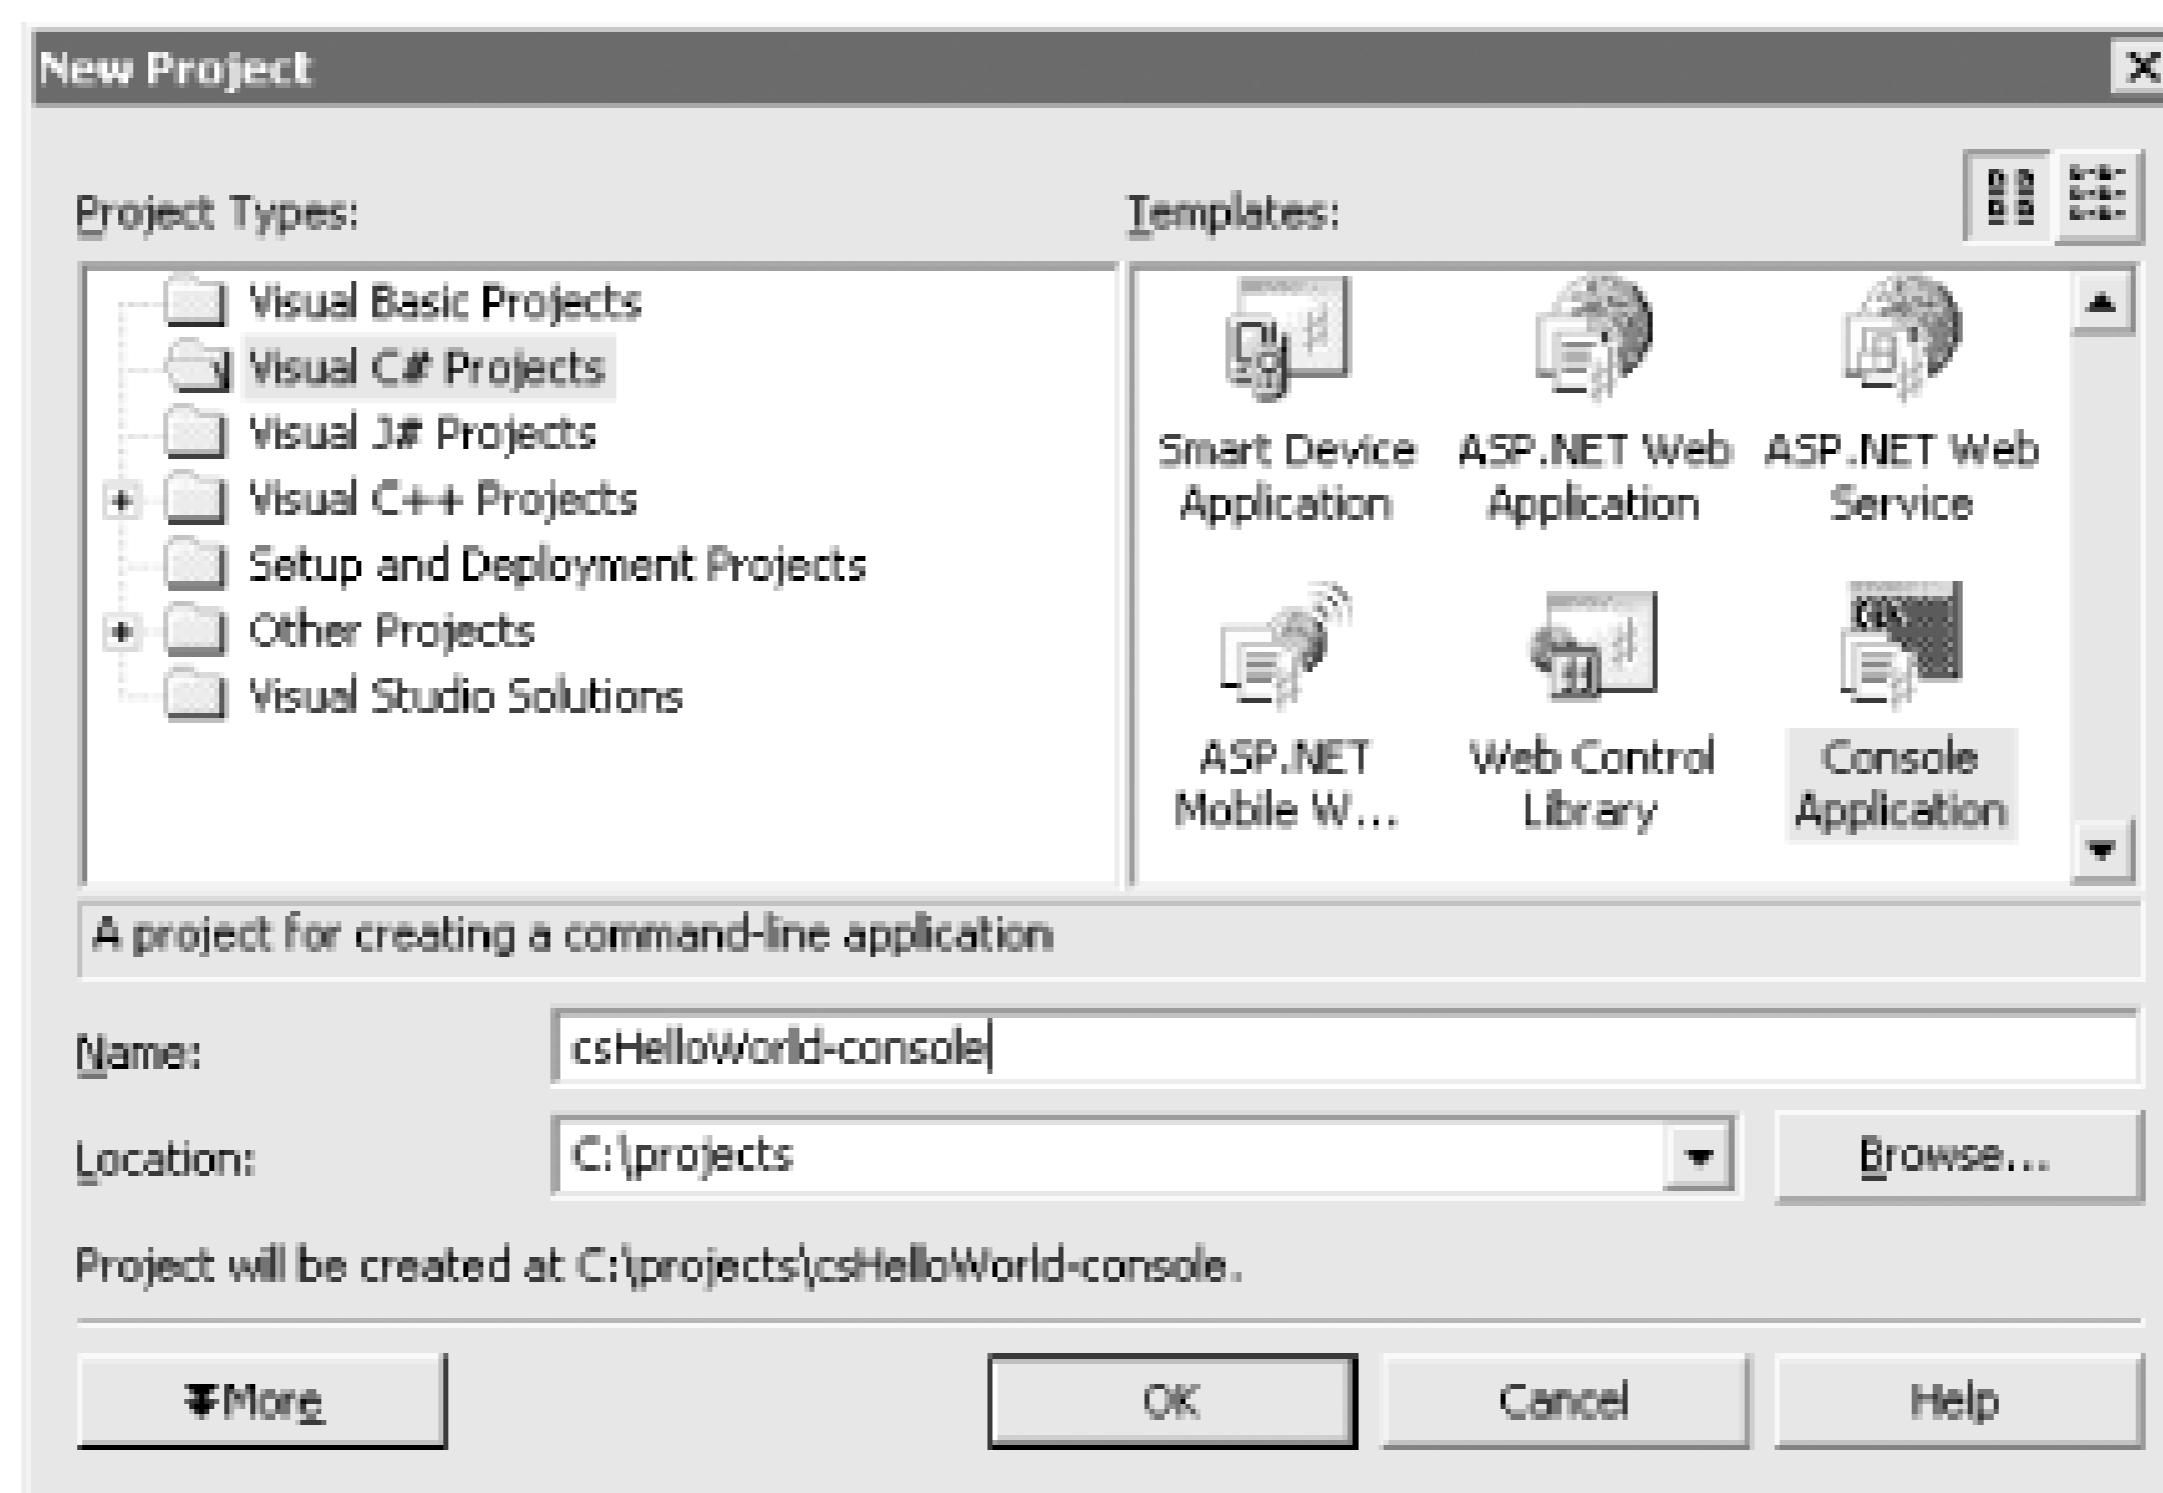 New Project
Project Types:
Templates:
Visual Basic Projects
Visual C# Projects
Visual J# Projects
Visual C++ Projects
Setup and Deployment Projects
Other Projects
Visual Studio Solutions
Smart Device
Application
ASP.NET Web
Application
ASP.NET Web
Service
ASP.NET
Mobile W...
Web Control
Library
Console
Application
A project for creating a command-line application
Name:
csHelloWorld-console
Location:
C:\projects
Browse...
Project will be created at C:\projects\csHelloWorld-console.
More
OK
Cancel
Help